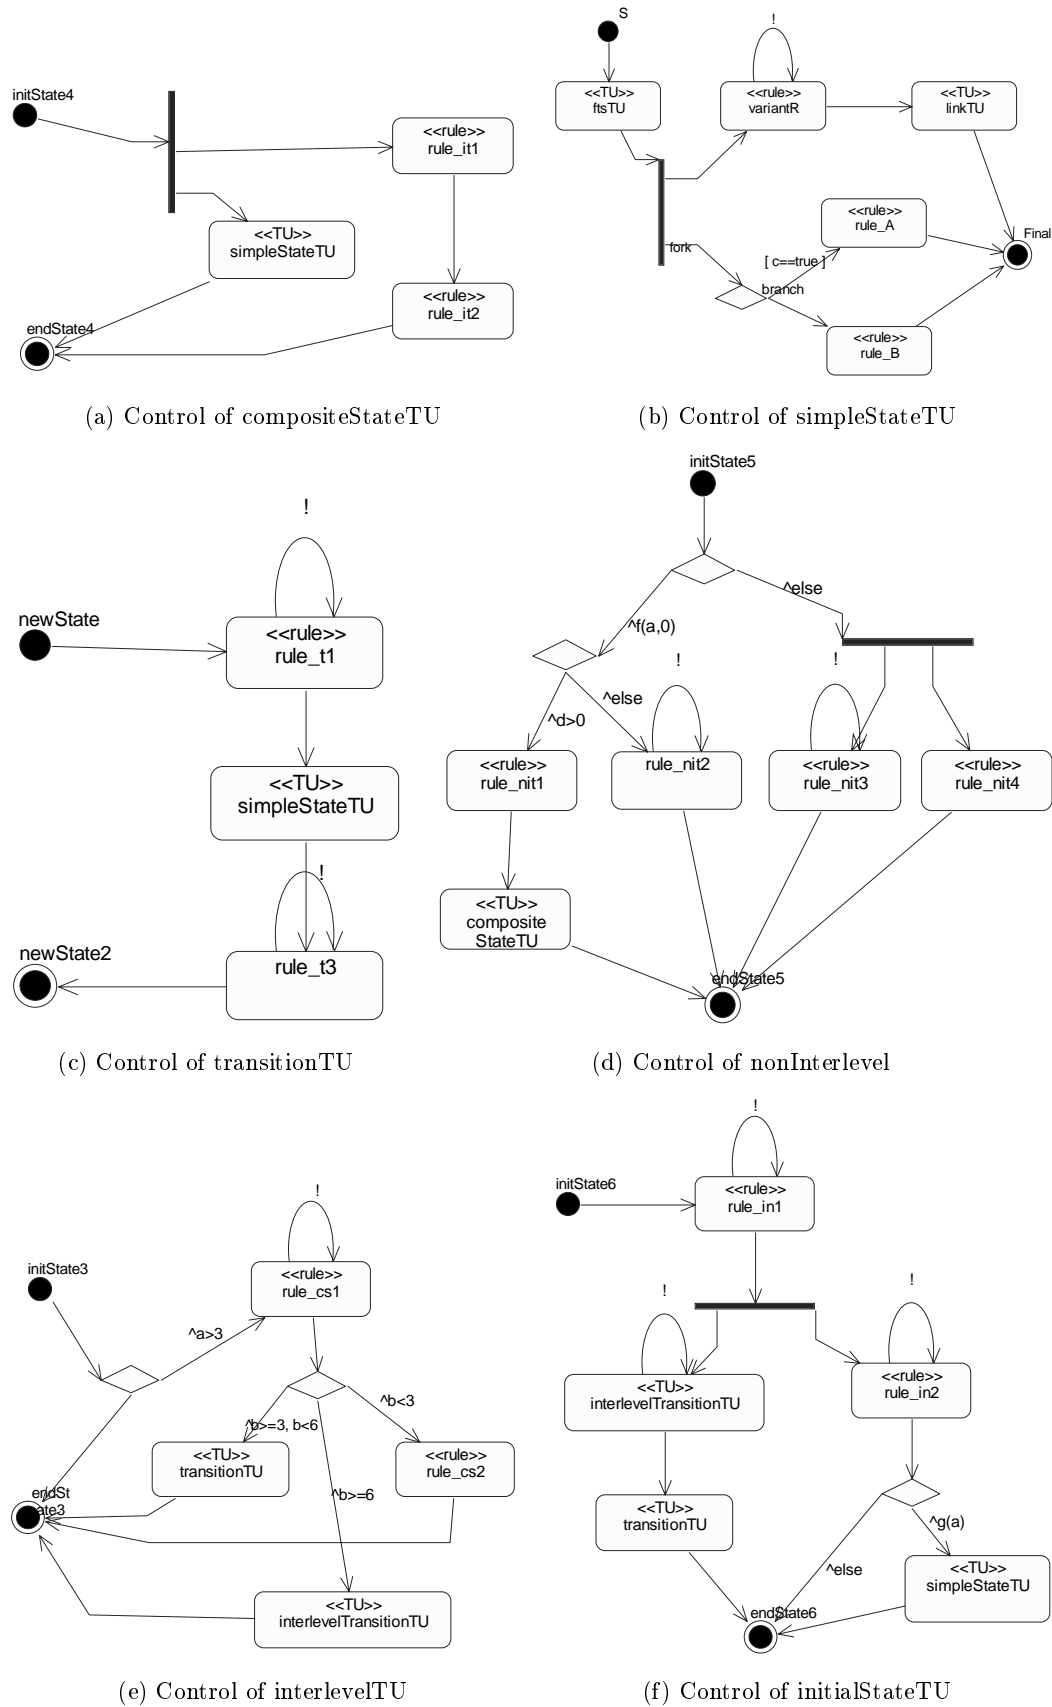 initState4
<<rule>>
rule_it1
<<TU>>
simpleStateTU
<<rule>>
rule_it2
endState4
(a) Control of compositeStateTU
S
!
<<TU>>
ftsTU
<<rule>>
variantR
<<TU>>
linkTU
<<rule>>
rule_A
Final
fork
[ c==true ]
branch
<<rule>>
rule_B
(b) Control of simpleStateTU
!
newState
<<rule>>
rule_t1
<<TU>>
simpleStateTU
!
newState2
rule_t3
(c) Control of transitionTU
initState5
^else
^f(a,0)
!
!
^else
^d>0
<<rule>>
rule_nit1
rule_nit2
<<rule>>
rule_nit3
<<rule>>
rule_nit4
<<TU>>
composite
StateTU
endState5
(d) Control of nonInterlevel
!
initState3
<<rule>>
rule_cs1
^a>3
^b<3
^b>=3, b<6
<<TU>>
transitionTU
<<rule>>
rule_cs2
^b>=6
endSt
ate3
<<TU>>
interlevelTransitionTU
(e) Control of interlevelTU
!
initState6
<<rule>>
rule_in1
!
!
<<TU>>
interlevelTransitionTU
<<rule>>
rule_in2
<<TU>>
transitionTU
^g(a)
^else
<<TU>>
simpleStateTU
endState6
(f) Control of initialStateTU